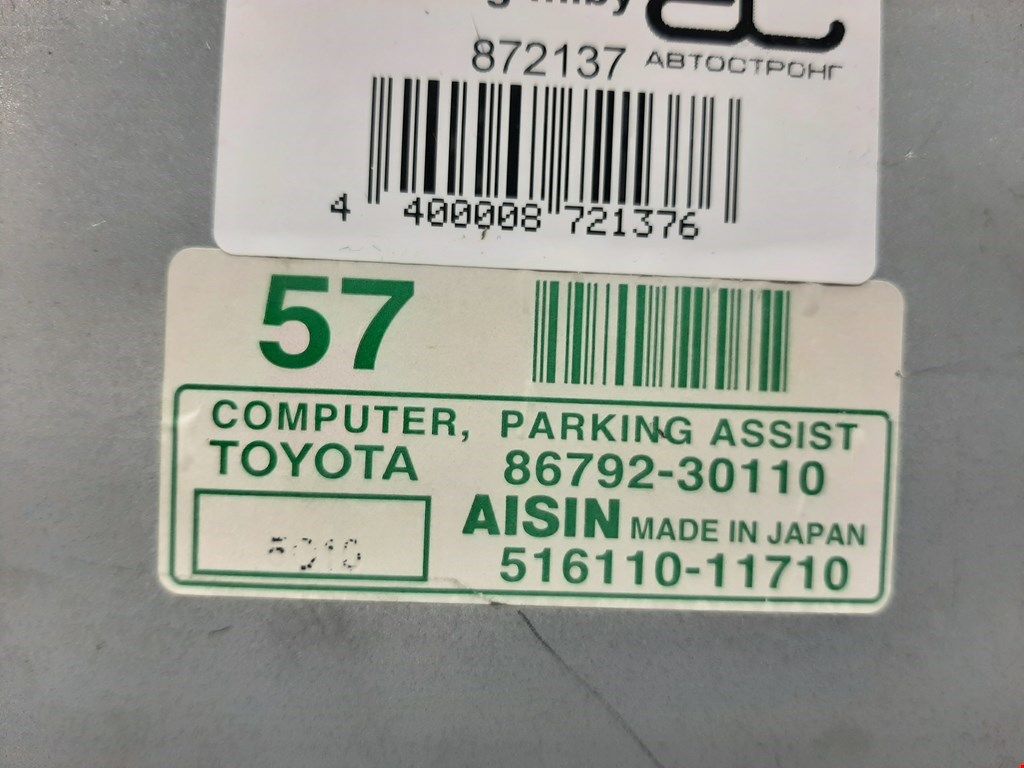 872137 АВТОСТРОНГ
4 400008 721376
57
COMPUTER, PARKING ASSIST
TOYOTA 86792-30110
AISIN MADE IN JAPAN
516110-11710